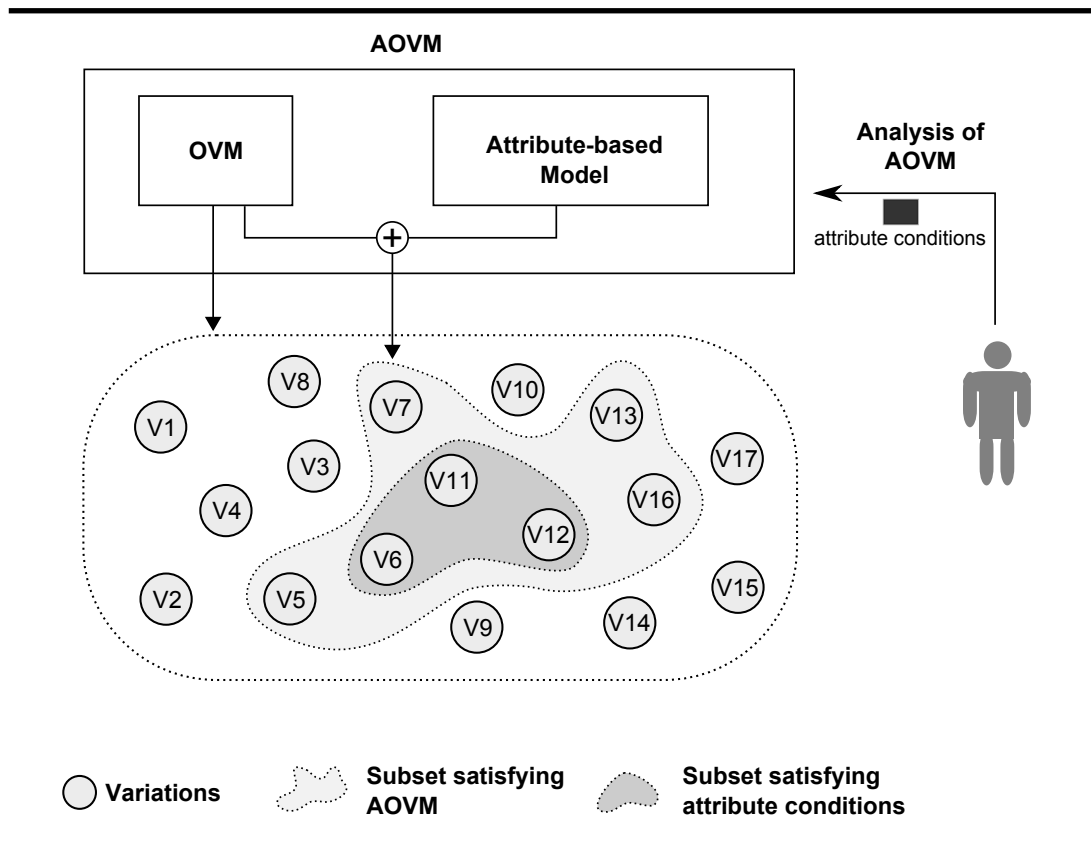 AOVM
OVM
Attribute-based
Model
+
Analysis of
AOVM
attribute conditions
V8
V7
V10
V13
V1
V3
V17
V11
V4
V16
V12
V6
V2
V5
V15
V9
V14
Variations
Subset satisfying
AOVM
Subset satisfying
attribute conditions